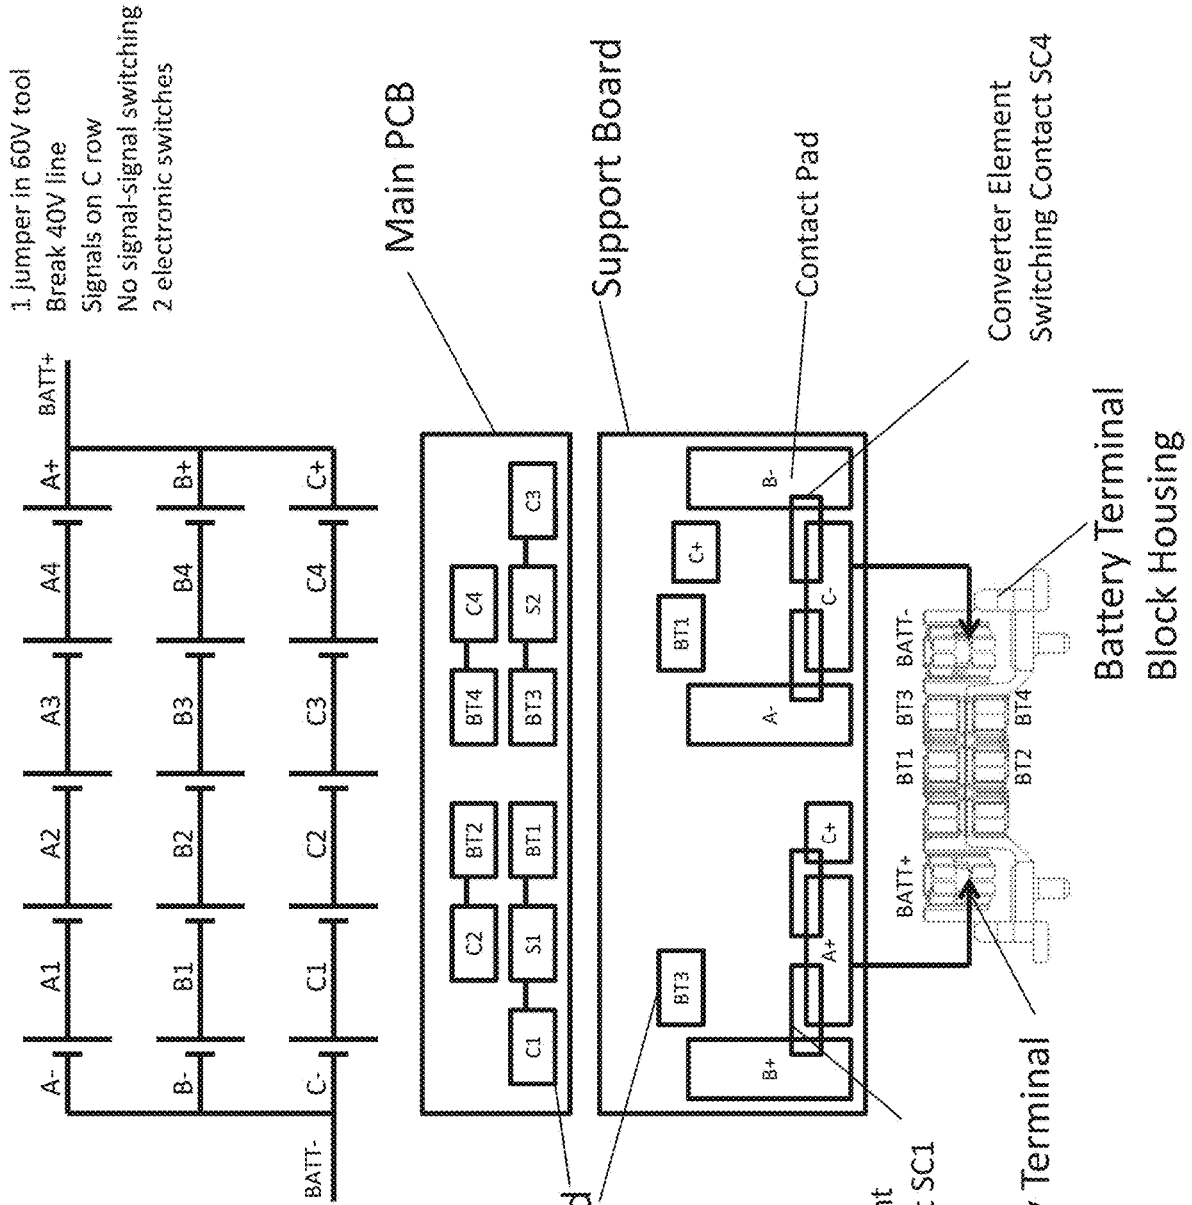 1 jumper in 60V tool
Break 40V line
Signals on C row
No signal-signal switching
2 electronic switches
BATT-
A- A1 A2 A3 A4 A+
BATT+
B- B1 B2 B3 B4 B+
C- C1 C2 C3 C4 C+
Main PCB
C2 BT2 BT4 C4
C1 S1 BT1 BT3 S2 C3
d
Support Board
BT3 BT1 C+
B+ A+ C+ A- C- B-
Contact Pad
Converter Element
Switching Contact SC4
nt
SC1
BATT+ BT1 BT3 BATT-
BT2 BT4
Terminal
Battery Terminal
Block Housing